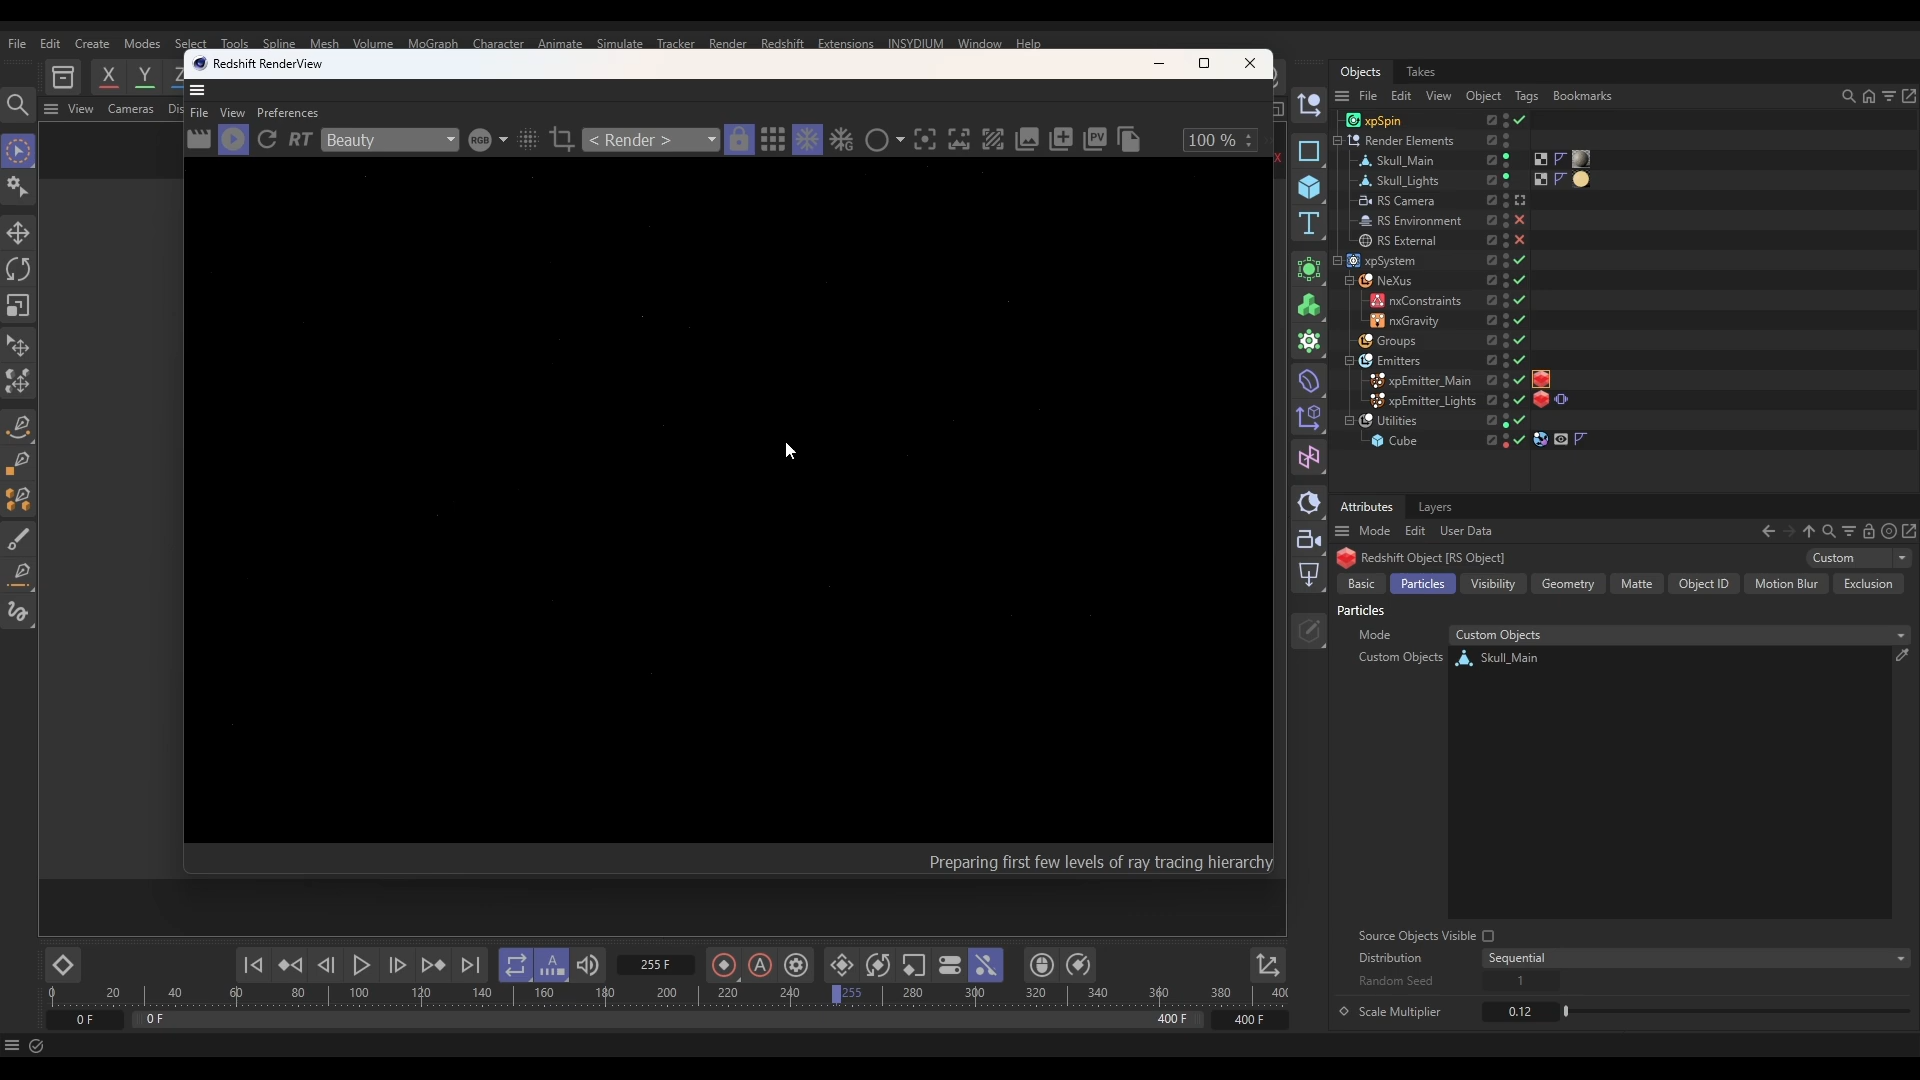 File Edit Create Modes Select Tools Spline Mesh Volume MoGraph Character Animate Simulate Tracker Render Redshift Extensions INSYDIUM Window Help
Redshift RenderView
X Y
View Cameras Dis
File View Preferences
RT Beauty RGB < Render > PV 100 %
X
Preparing first few levels of ray tracing hierarchy
Objects Takes
File Edit View Object Tags Bookmarks
xpSpin
Render Elements
Skull_Main
Skull_Lights
RS Camera
RS Environment
RS External
xpSystem
NeXus
nxConstraints
nxGravity
Groups
Emitters
xpEmitter_Main
xpEmitter_Lights
Utilities
Cube
Attributes Layers
Mode Edit User Data
Redshift Object [RS Object] Custom
Basic Particles Visibility Geometry Matte Object ID Motion Blur Exclusion
Particles
Mode Custom Objects
Custom Objects Skull_Main
Source Objects Visible
Distribution Sequential
Random Seed 1
Scale Multiplier 0.12
A 255 F A
0 20 40 60 80 100 120 140 160 180 200 220 240 255 280 300 320 340 360 380 400
0 F 0 F 400 F 400 F